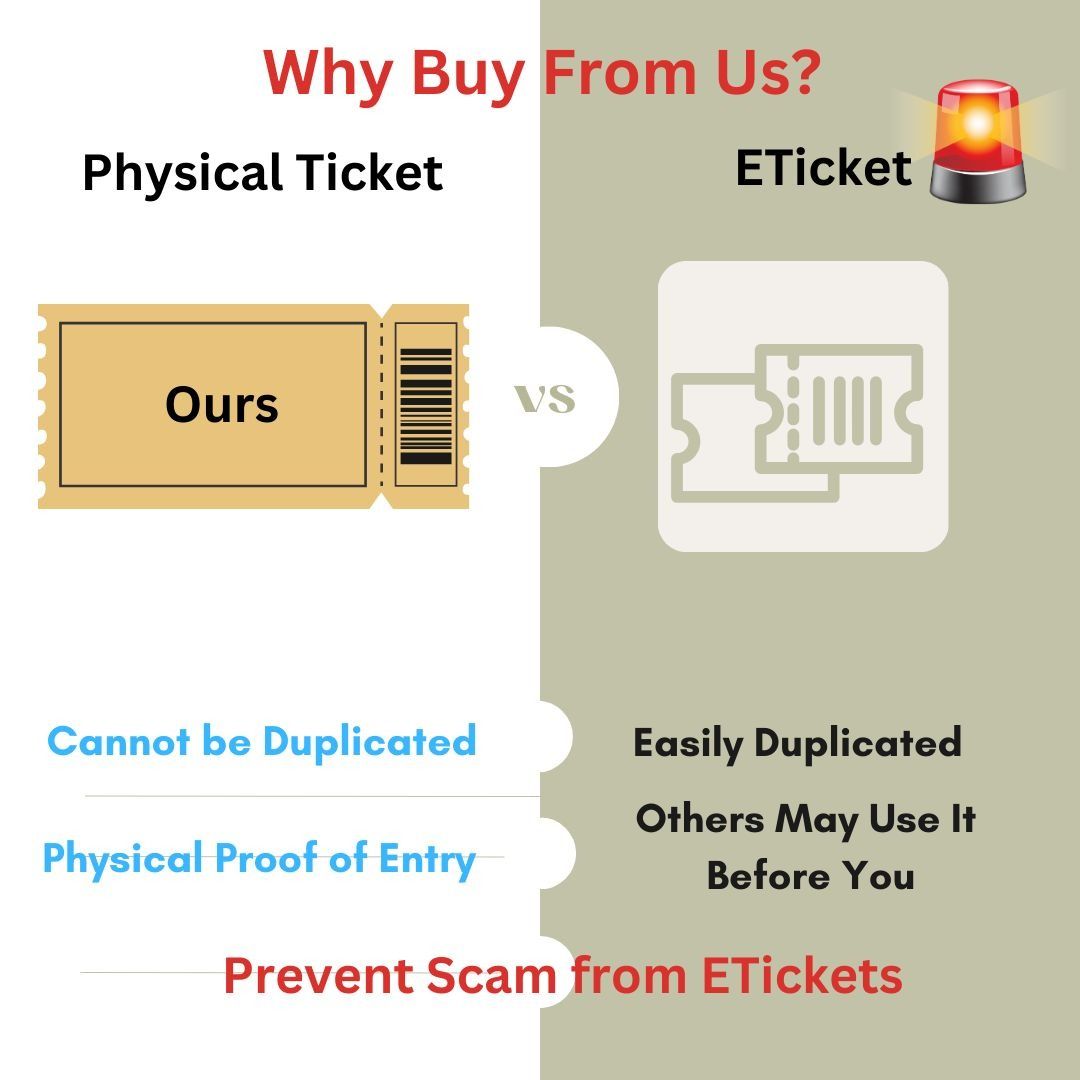 Why Buy From Us?
Physical Ticket
ETicket
Ours
vs
Cannot be Duplicated
Easily Duplicated
Physical Proof of Entry
Others May Use It
Before You
Prevent Scam from ETickets